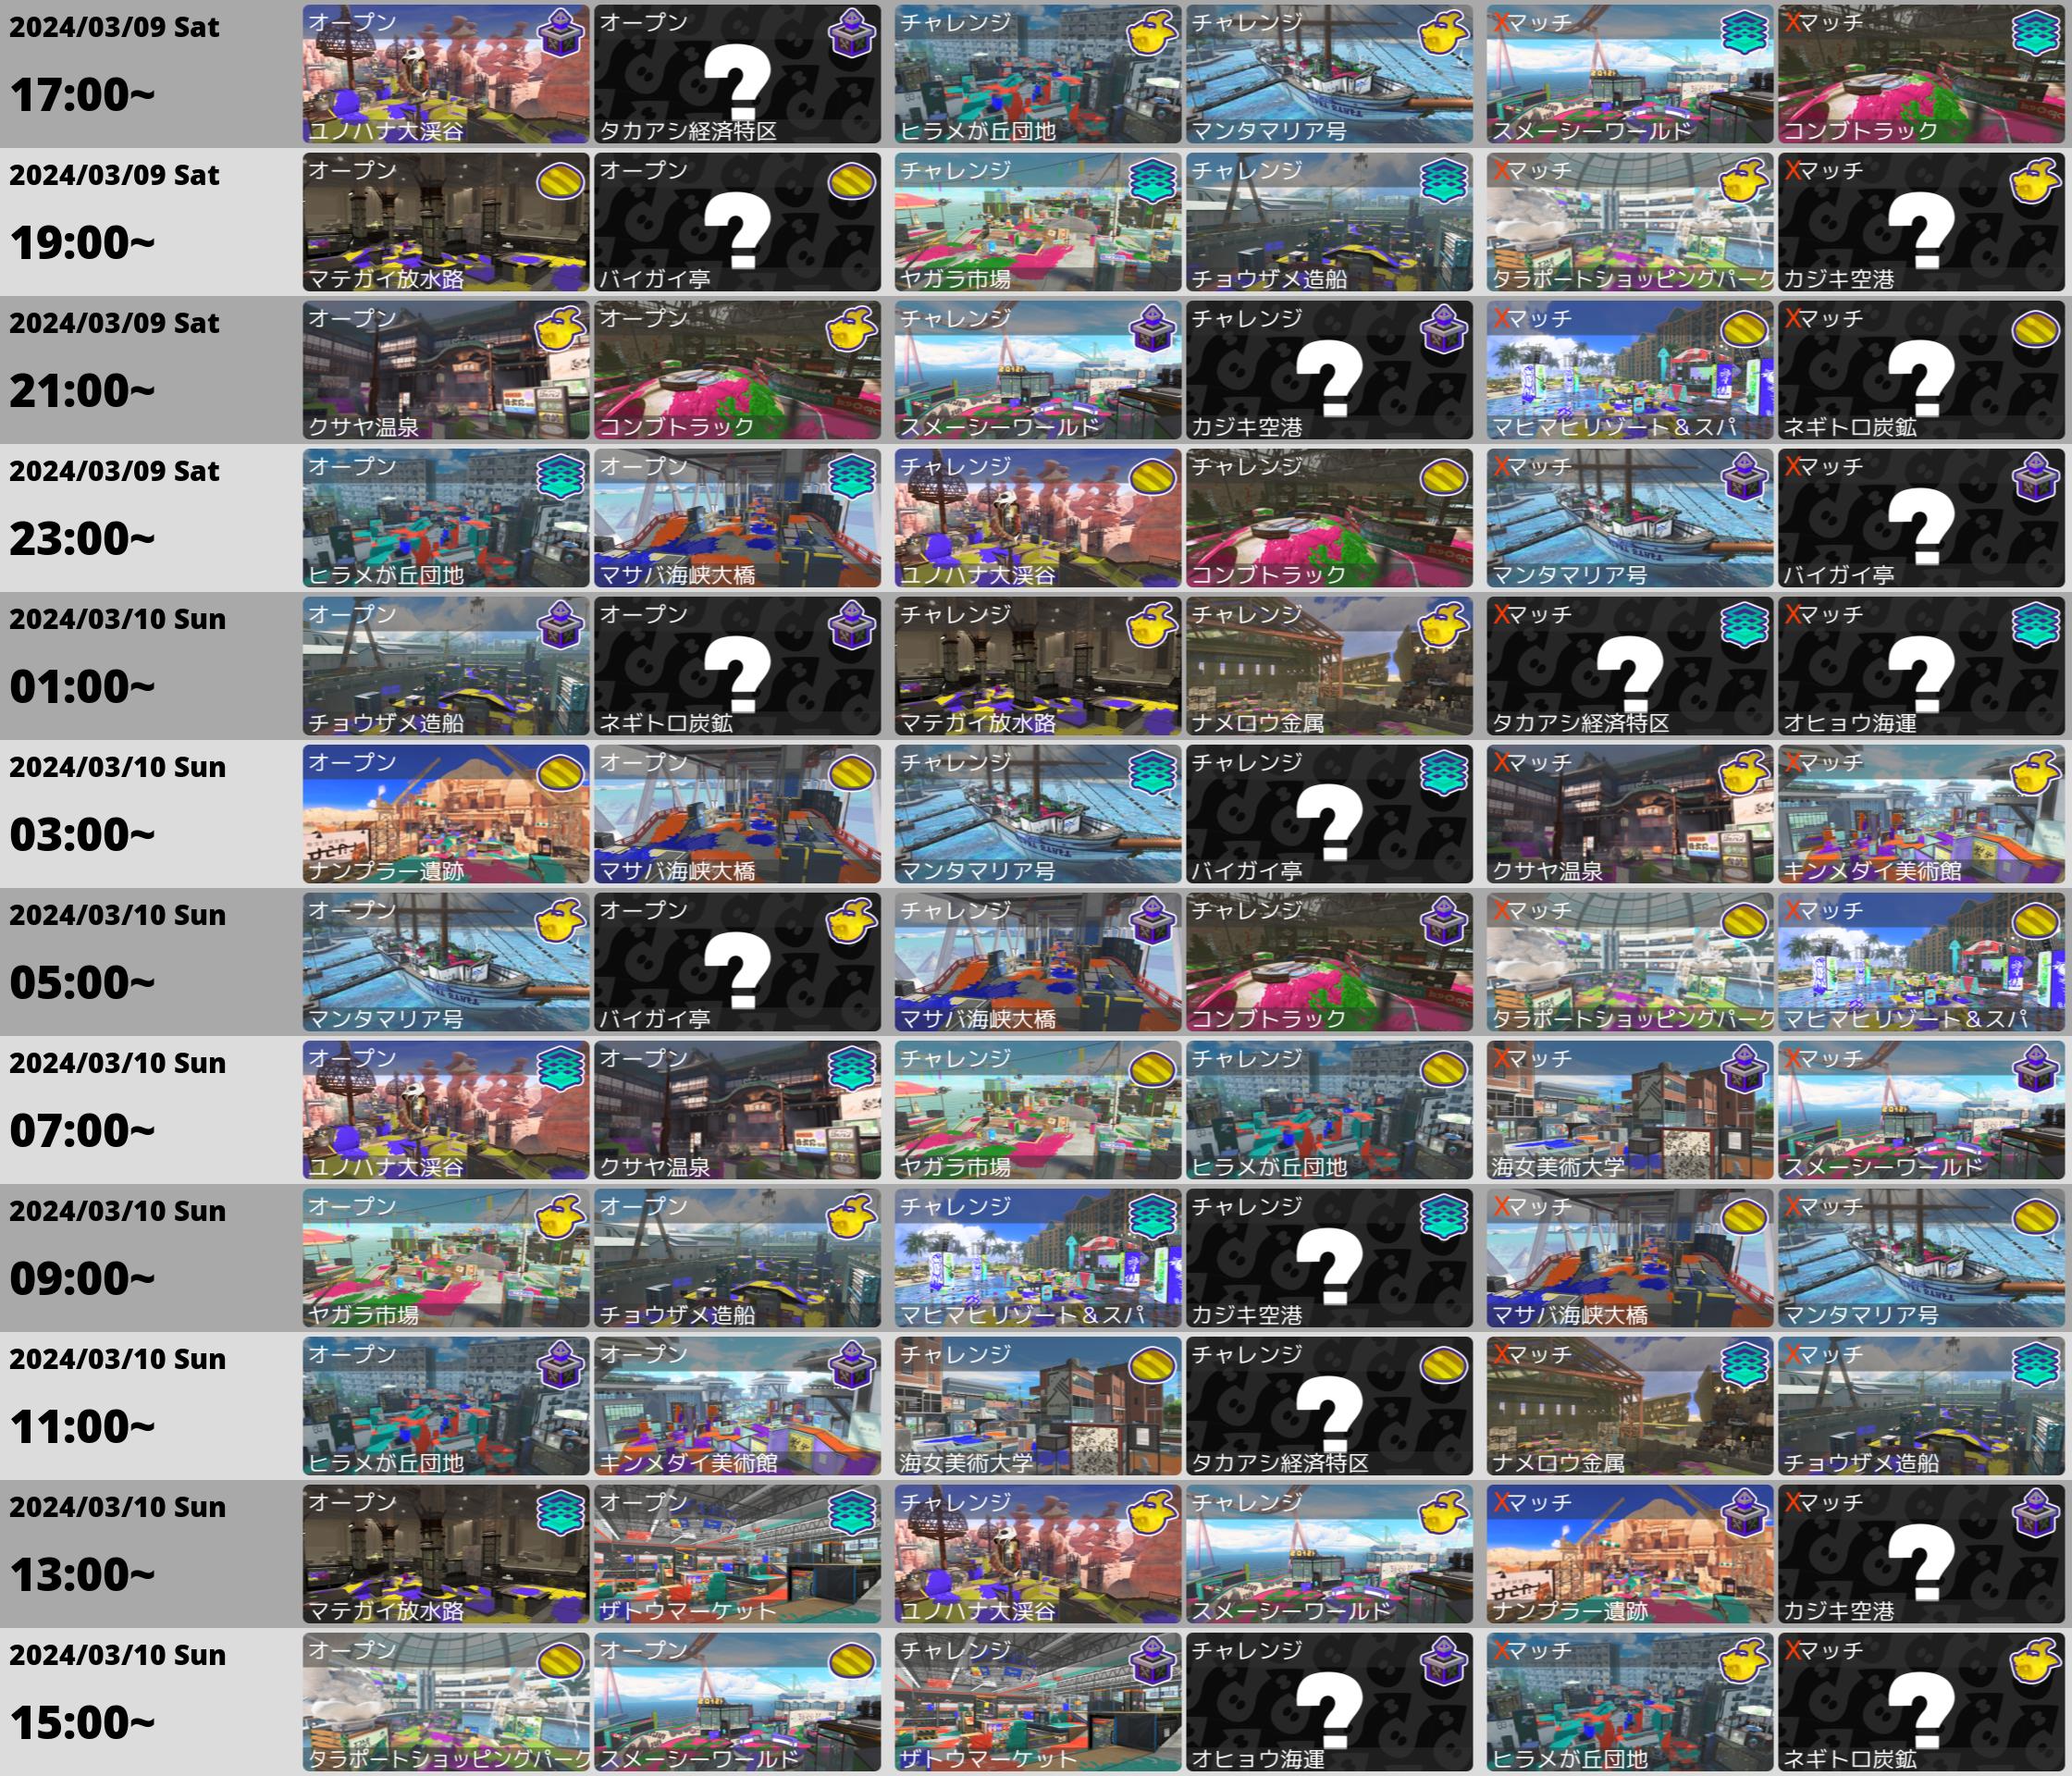 2024/03/09 Sat
17:00~
オープン
ユノハナ大渓谷
オープン
タカアシ経済特区
チャレンジ
ヒラメが丘団地
チャレンジ
マンタマリア号
Xマッチ
スメーシーワールド
Xマッチ
コンブトラック
2024/03/09 Sat
19:00~
オープン
マテガイ放水路
オープン
バイガイ亭
チャレンジ
ヤガラ市場
チャレンジ
チョウザメ造船
Xマッチ
タラポートショッピングパーク
Xマッチ
カジキ空港
2024/03/09 Sat
21:00~
オープン
クサヤ温泉
オープン
コンブトラック
チャレンジ
スメーシーワールド
チャレンジ
カジキ空港
Xマッチ
マヒマヒリゾート＆スパ
Xマッチ
ネギトロ炭鉱
2024/03/09 Sat
23:00~
オープン
ヒラメが丘団地
オープン
マサバ海峡大橋
チャレンジ
ユノハナ大渓谷
チャレンジ
コンブトラック
Xマッチ
マンタマリア号
Xマッチ
バイガイ亭
2024/03/10 Sun
01:00~
オープン
チョウザメ造船
オープン
ネギトロ炭鉱
チャレンジ
マテガイ放水路
チャレンジ
ナメロウ金属
Xマッチ
タカアシ経済特区
Xマッチ
オヒョウ海運
2024/03/10 Sun
03:00~
オープン
ナンプラー遺跡
オープン
マサバ海峡大橋
チャレンジ
マンタマリア号
チャレンジ
バイガイ亭
Xマッチ
クサヤ温泉
Xマッチ
キンメダイ美術館
2024/03/10 Sun
05:00~
オープン
マンタマリア号
オープン
バイガイ亭
チャレンジ
マサバ海峡大橋
チャレンジ
コンブトラック
Xマッチ
タラポートショッピングパーク
Xマッチ
マヒマヒリゾート＆スパ
2024/03/10 Sun
07:00~
オープン
ユノハナ大渓谷
オープン
クサヤ温泉
チャレンジ
ヤガラ市場
チャレンジ
ヒラメが丘団地
Xマッチ
海女美術大学
Xマッチ
スメーシーワールド
2024/03/10 Sun
09:00~
オープン
ヤガラ市場
オープン
チョウザメ造船
チャレンジ
マヒマヒリゾート＆スパ
チャレンジ
カジキ空港
Xマッチ
マサバ海峡大橋
Xマッチ
マンタマリア号
2024/03/10 Sun
11:00~
オープン
ヒラメが丘団地
オープン
キンメダイ美術館
チャレンジ
海女美術大学
チャレンジ
タカアシ経済特区
Xマッチ
ナメロウ金属
Xマッチ
チョウザメ造船
2024/03/10 Sun
13:00~
オープン
マテガイ放水路
オープン
ザトウマーケット
チャレンジ
ユノハナ大渓谷
チャレンジ
スメーシーワールド
Xマッチ
ナンプラー遺跡
Xマッチ
カジキ空港
2024/03/10 Sun
15:00~
オープン
タラポートショッピングパーク
オープン
スメーシーワールド
チャレンジ
ザトウマーケット
チャレンジ
オヒョウ海運
Xマッチ
ヒラメが丘団地
Xマッチ
ネギトロ炭鉱